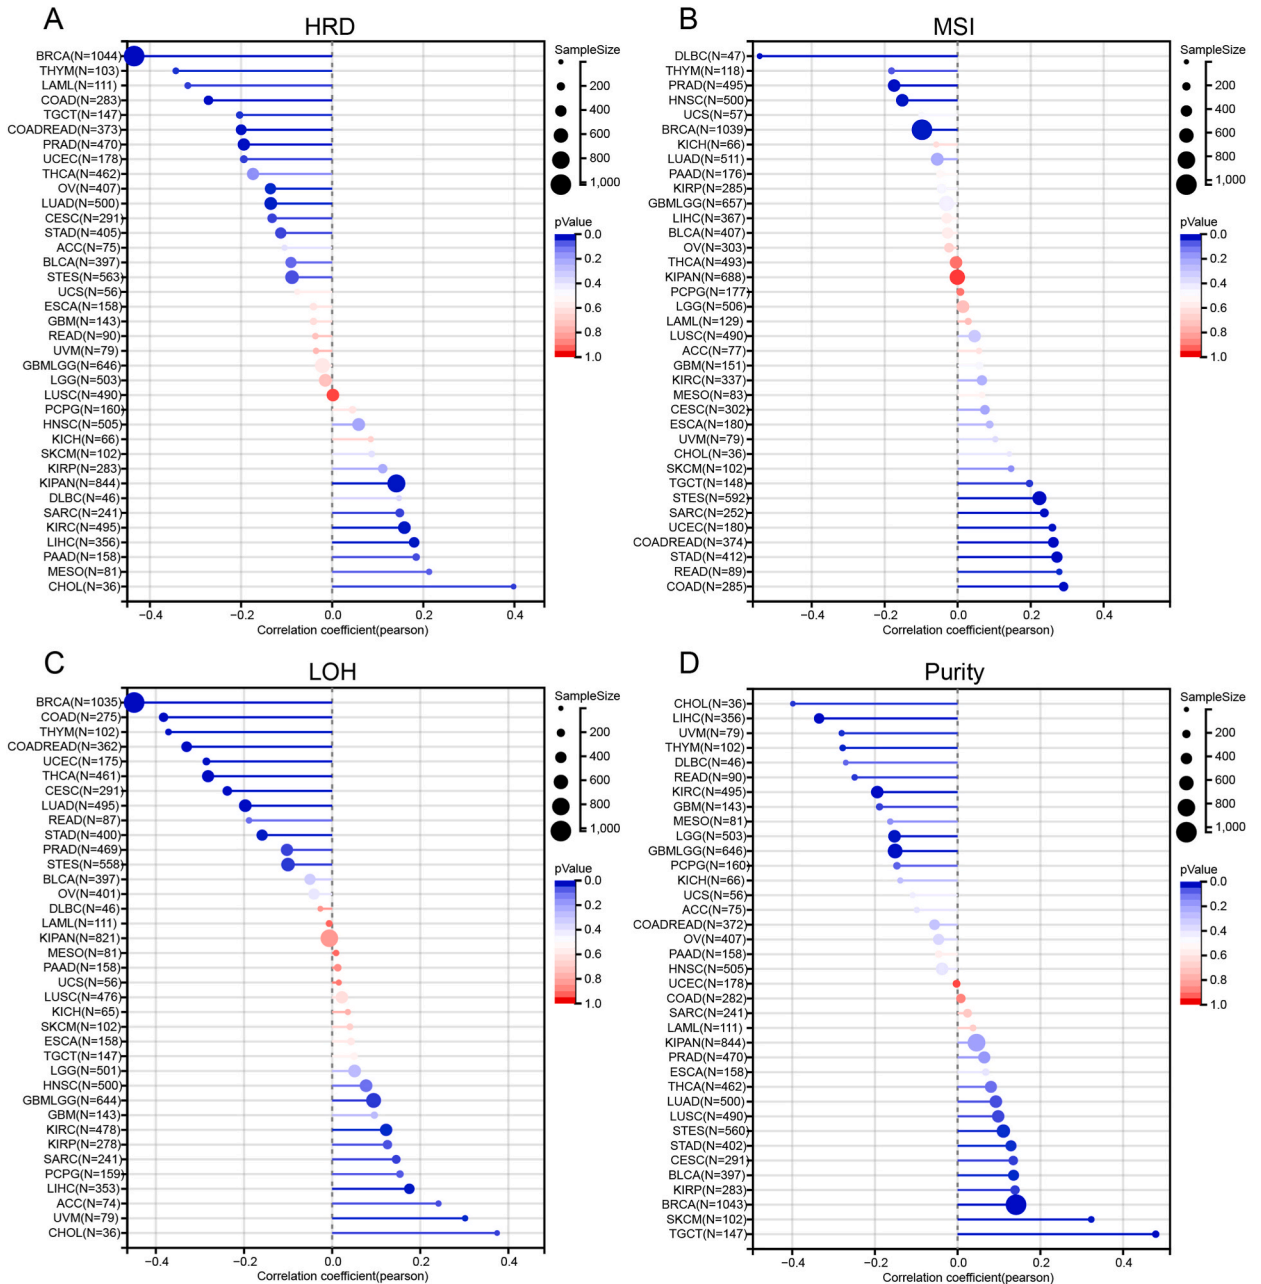 A
HRD
BRCA(N=1044)
THYM(N=103)
LAML(N=111)
COAD(N=283)
TGCT(N=147)
COADREAD(N=373)
PRAD(N=470)
UCEC(N=178)
THCA(N=462)
OV(N=407)
LUAD(N=500)
CESC(N=291)
STAD(N=405)
ACC(N=75)
BLCA(N=397)
STES(N=563)
UCS(N=56)
ESCA(N=158)
GBM(N=143)
READ(N=90)
UVM(N=79)
GBMLGG(N=646)
LGG(N=503)
LUSC(N=490)
PCPG(N=160)
HNSC(N=505)
KICH(N=66)
SKCM(N=102)
KIRP(N=283)
KIPAN(N=844)
DLBC(N=46)
SARC(N=241)
KIRC(N=495)
LIHC(N=356)
PAAD(N=158)
MESO(N=81)
CHOL(N=36)
−0.4 −0.2 0.0 0.2 0.4
Correlation coefficient(pearson)
SampleSize
200
400
600
800
1,000
pValue
0.0
0.2
0.4
0.6
0.8
1.0
B
MSI
DLBC(N=47)
THYM(N=118)
PRAD(N=495)
HNSC(N=500)
UCS(N=57)
BRCA(N=1039)
KICH(N=66)
LUAD(N=511)
PAAD(N=176)
KIRP(N=285)
GBMLGG(N=657)
LIHC(N=367)
BLCA(N=407)
OV(N=303)
THCA(N=493)
KIPAN(N=688)
PCPG(N=177)
LGG(N=506)
LAML(N=129)
LUSC(N=490)
ACC(N=77)
GBM(N=151)
KIRC(N=337)
MESO(N=83)
CESC(N=302)
ESCA(N=180)
UVM(N=79)
CHOL(N=36)
SKCM(N=102)
TGCT(N=148)
STES(N=592)
SARC(N=252)
UCEC(N=180)
COADREAD(N=374)
STAD(N=412)
READ(N=89)
COAD(N=285)
−0.4 −0.2 0.0 0.2 0.4
Correlation coefficient(pearson)
SampleSize
200
400
600
800
1,000
pValue
0.0
0.2
0.4
0.6
0.8
1.0
C
LOH
BRCA(N=1035)
COAD(N=275)
THYM(N=102)
COADREAD(N=362)
UCEC(N=175)
THCA(N=461)
CESC(N=291)
LUAD(N=495)
READ(N=87)
STAD(N=400)
PRAD(N=469)
STES(N=558)
BLCA(N=397)
OV(N=401)
DLBC(N=46)
LAML(N=111)
KIPAN(N=821)
MESO(N=81)
PAAD(N=158)
UCS(N=56)
LUSC(N=476)
KICH(N=65)
SKCM(N=102)
ESCA(N=158)
TGCT(N=147)
LGG(N=501)
HNSC(N=500)
GBMLGG(N=644)
GBM(N=143)
KIRC(N=478)
KIRP(N=278)
SARC(N=241)
PCPG(N=159)
LIHC(N=353)
ACC(N=74)
UVM(N=79)
CHOL(N=36)
−0.4 −0.2 0.0 0.2 0.4
Correlation coefficient(pearson)
SampleSize
200
400
600
800
1,000
pValue
0.0
0.2
0.4
0.6
0.8
1.0
D
Purity
CHOL(N=36)
LIHC(N=356)
UVM(N=79)
THYM(N=102)
DLBC(N=46)
READ(N=90)
KIRC(N=495)
GBM(N=143)
MESO(N=81)
LGG(N=503)
GBMLGG(N=646)
PCPG(N=160)
KICH(N=66)
UCS(N=56)
ACC(N=75)
COADREAD(N=372)
OV(N=407)
PAAD(N=158)
HNSC(N=505)
UCEC(N=178)
COAD(N=282)
SARC(N=241)
LAML(N=111)
KIPAN(N=844)
PRAD(N=470)
ESCA(N=158)
THCA(N=462)
LUAD(N=500)
LUSC(N=490)
STES(N=560)
STAD(N=402)
CESC(N=291)
BLCA(N=397)
KIRP(N=283)
BRCA(N=1043)
SKCM(N=102)
TGCT(N=147)
−0.4 −0.2 0.0 0.2 0.4
Correlation coefficient(pearson)
SampleSize
200
400
600
800
1,000
pValue
0.0
0.2
0.4
0.6
0.8
1.0